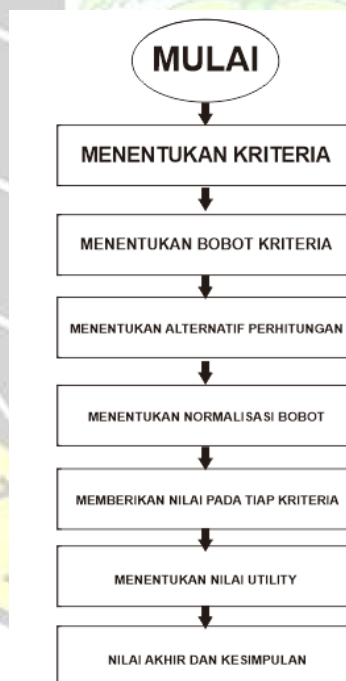 MULAI
MENENTUKAN KRITERIA
MENENTUKAN BOBOT KRITERIA
MENENTUKAN ALTERNATIF PERHITUNGAN
MENENTUKAN NORMALISASI BOBOT
MEMBERIKAN NILAI PADA TIAP KRITERIA
MENENTUKAN NILAI UTILITY
NILAI AKHIR DAN KESIMPULAN